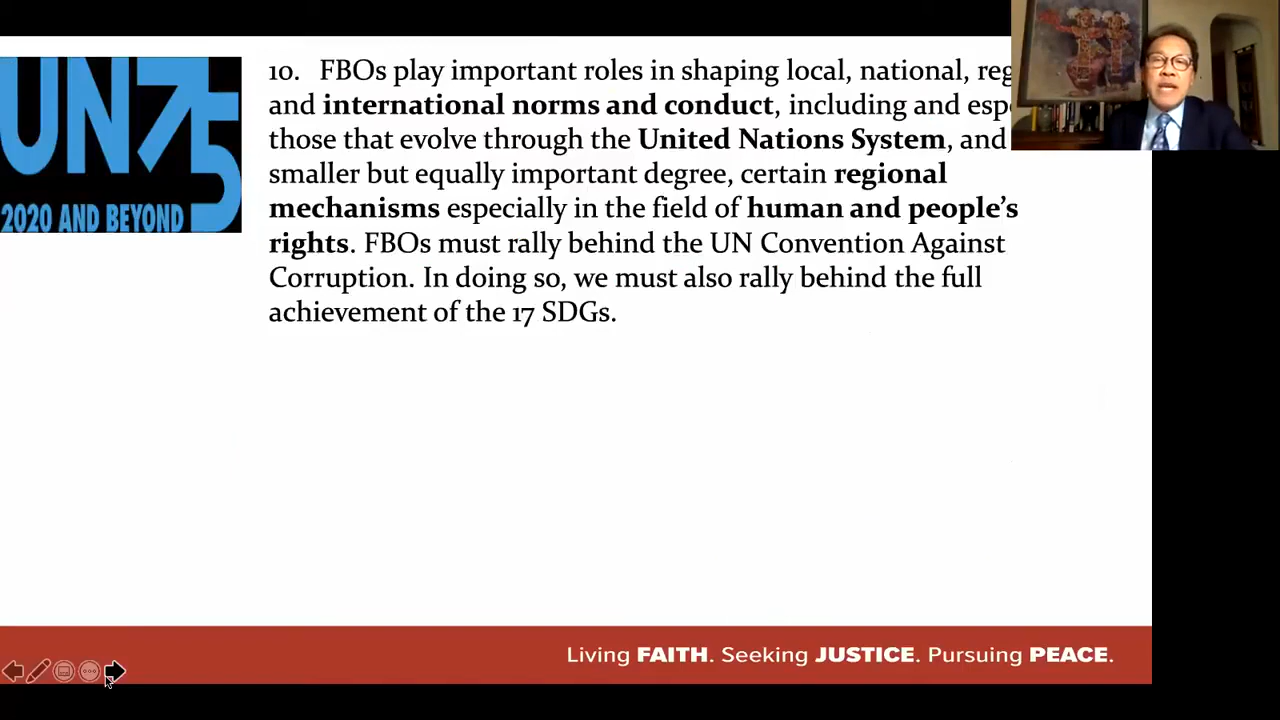 UN75
2020 AND BEYOND
10. FBOs play important roles in shaping local, national,
and international norms and conduct, including and
those that evolve through the United Nations System, and
smaller but equally important degree, certain regional
mechanisms especially in the field of human and people’s
rights. FBOs must rally behind the UN Convention Against
Corruption. In doing so, we must also rally behind the full
achievement of the 17 SDGs.
Living FAITH. Seeking JUSTICE. Pursuing PEACE.